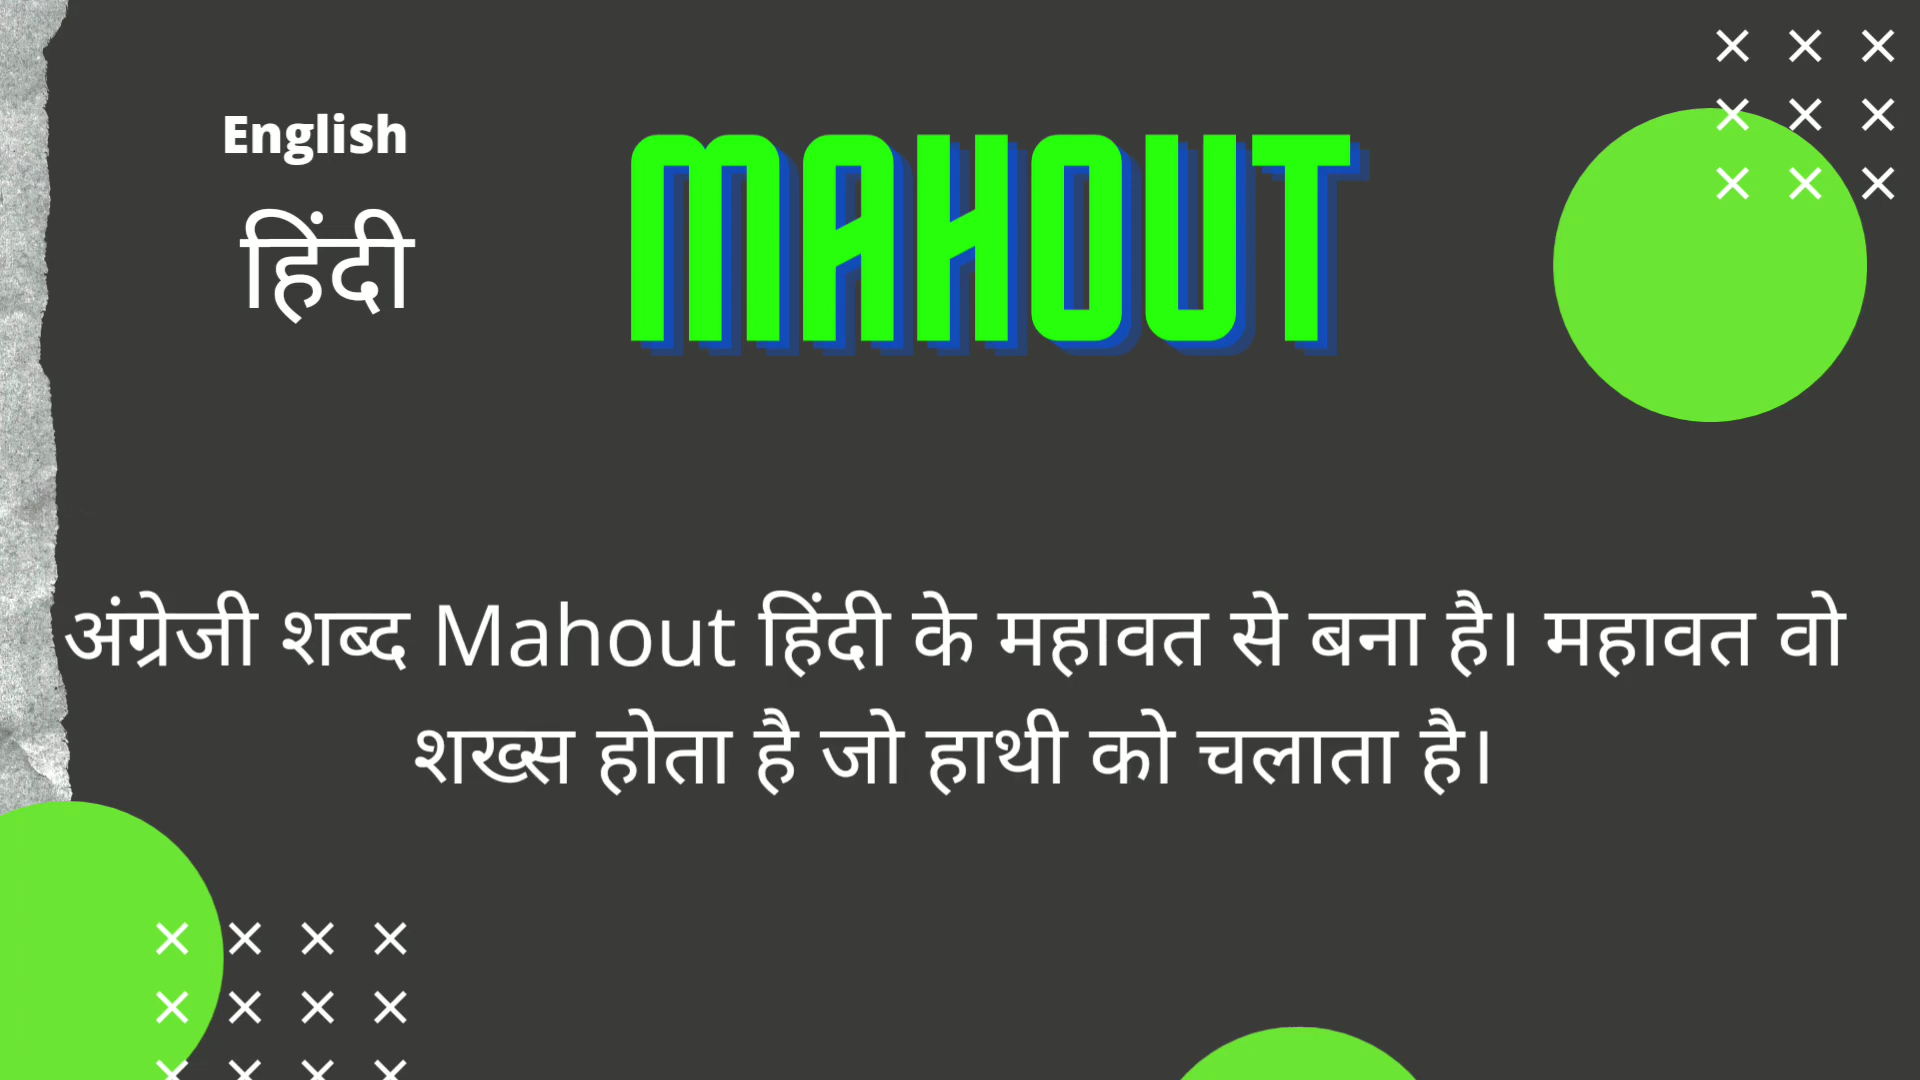 English
हिंदी
MAHOUT
अंग्रेजी शब्द Mahout हिंदी के महावत से बना है। महावत वो
शख्स होता है जो हाथी को चलाता है।